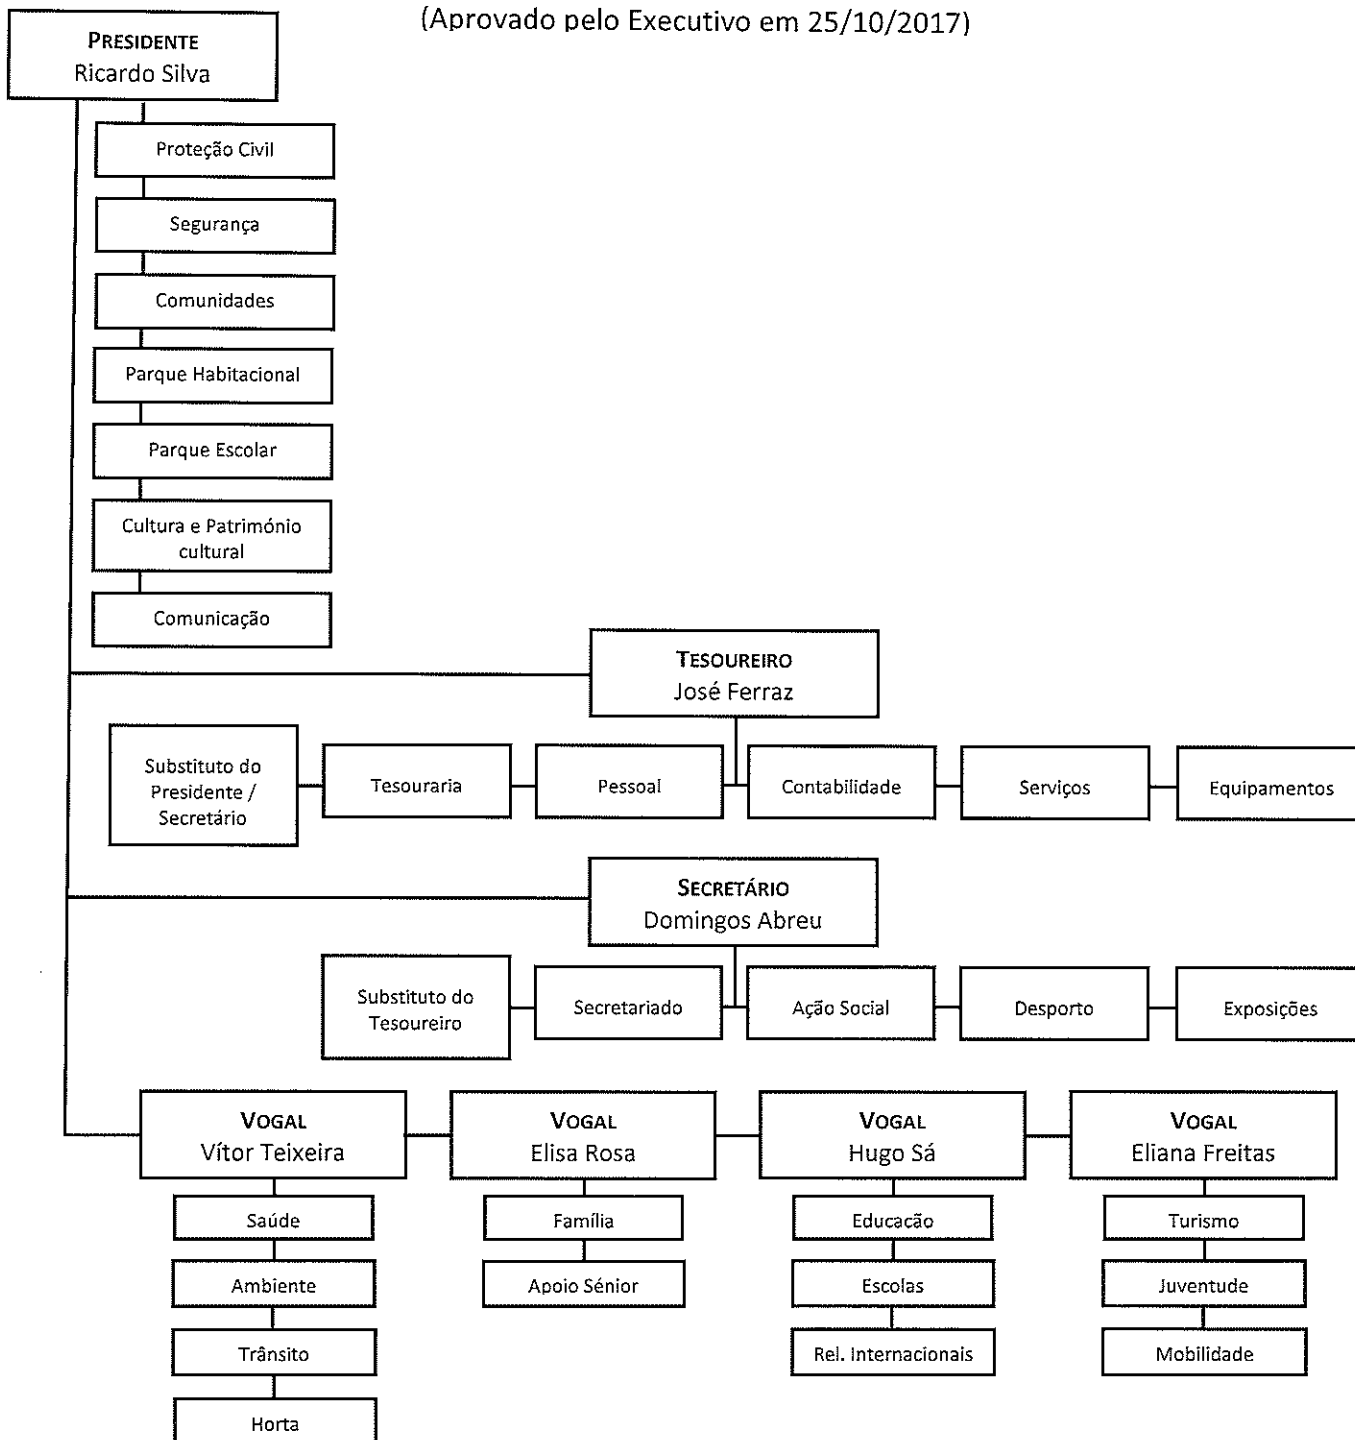 (Aprovado pelo Executivo em 25/10/2017)
PRESIDENTE
Ricardo Silva
Proteção Civil
Segurança
Comunidades
Parque Habitacional
Parque Escolar
Cultura e Património
cultural
Comunicação
TESOUREIRO
José Ferraz
Substituto do
Presidente /
Secretário
Tesouraria
Pessoal
Contabilidade
Serviços
Equipamentos
SECRETÁRIO
Domingos Abreu
Substituto do
Tesoureiro
Secretariado
Ação Social
Desporto
Exposições
VOGAL
Vítor Teixeira
Saúde
Ambiente
Trânsito
Horta
VOGAL
Elisa Rosa
Família
Apoio Sénior
VOGAL
Hugo Sá
Educação
Escolas
Rel. Internacionais
VOGAL
Eliana Freitas
Turismo
Juventude
Mobilidade